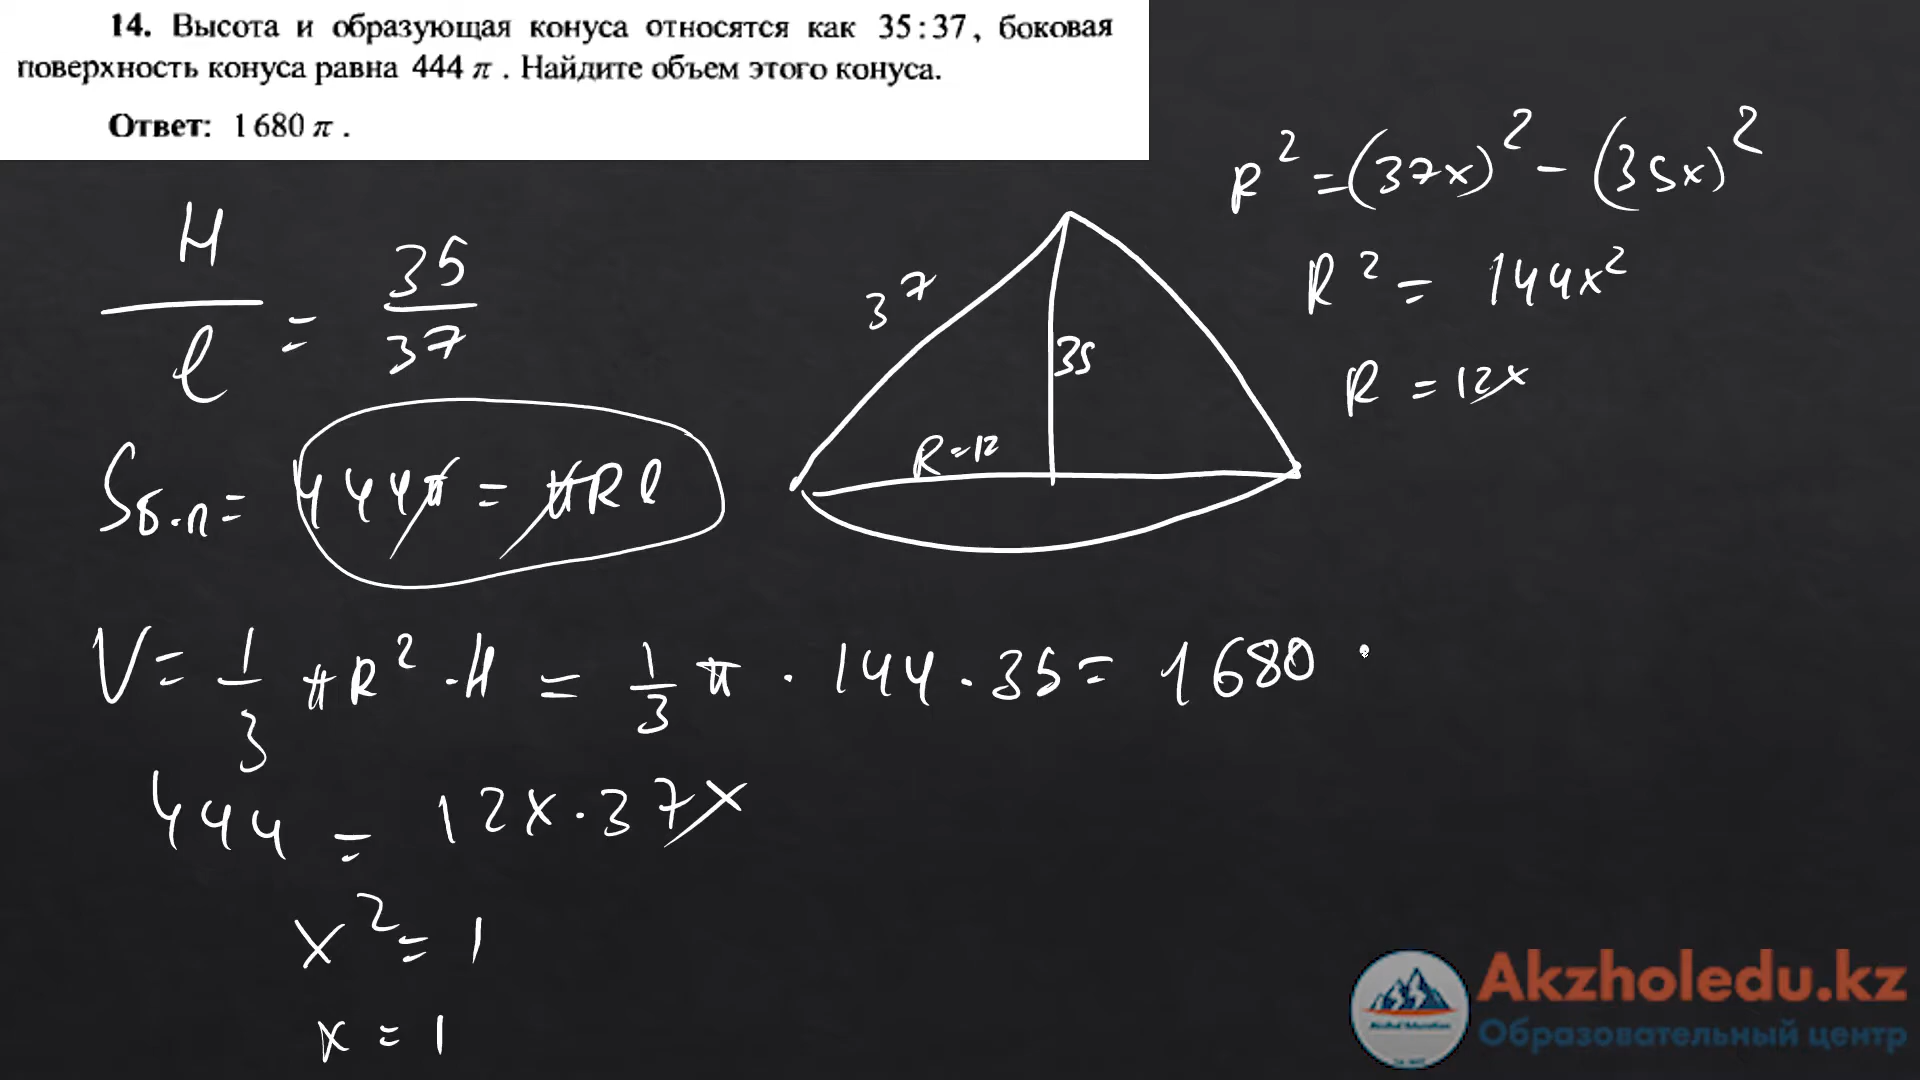 14. Высота и образующая конуса относятся как 35:37, боковая
поверхность конуса равна 444 π . Найдите объем этого конуса.
Ответ: 1680 π .
R² = (37x)² − (35x)²
R² = 144x²
R = 12x
H/l = 35/37
37
35
R=12
Sб.п = 444π = πRl
V = 1/3 πR² · H = 1/3 π · 144 · 35 = 1680
444 = 12x · 37x
x² = 1
x = 1
Akzholedu.kz
Образовательный центр